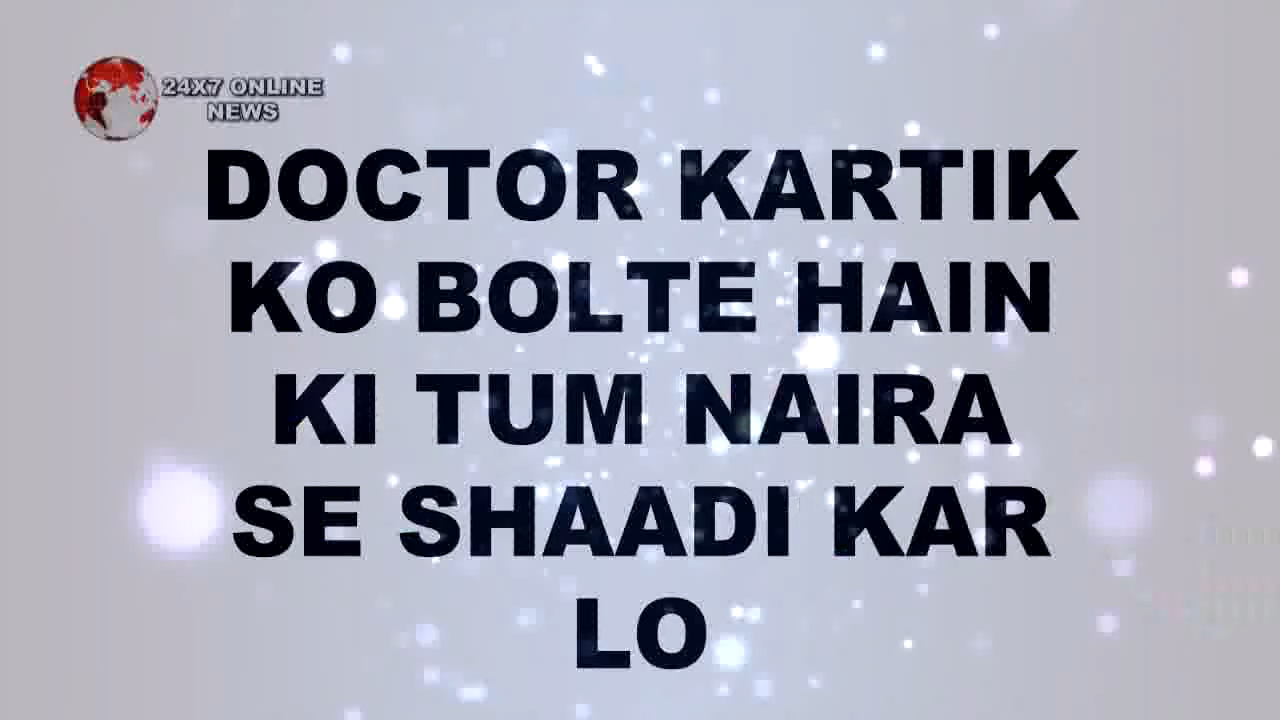 24X7 ONLINE
NEWS
DOCTOR KARTIK
KO BOLTE HAIN
KI TUM NAIRA
SE SHAADI KAR
LO